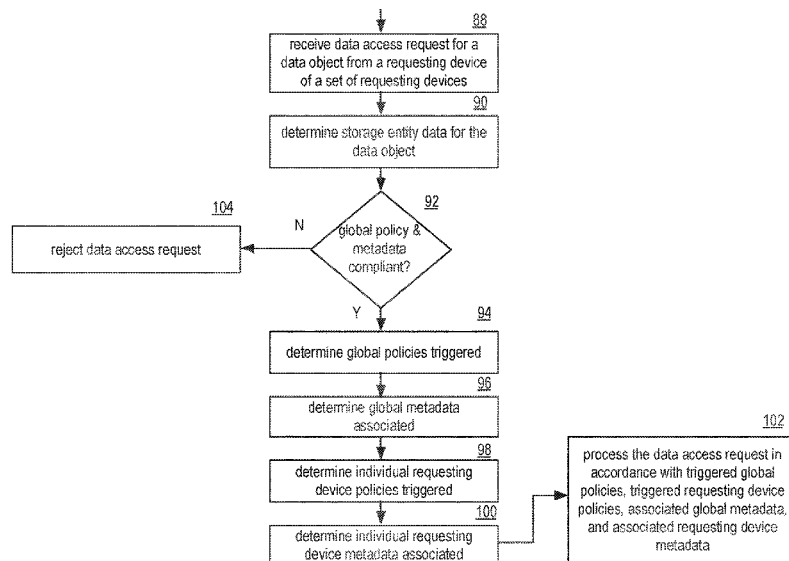 88
receive data access request for a
data object from a requesting device
of a set of requesting devices
90
determine storage entity data for the
data object
92
global policy &
metadata
compliant?
N
104
reject data access request
Y
94
determine global policies triggered
96
determine global metadata
associated
98
determine individual requesting
device policies triggered
100
determine individual requesting
device metadata associated
102
process the data access request in
accordance with triggered global
policies, triggered requesting device
policies, associated global metadata,
and associated requesting device
metadata